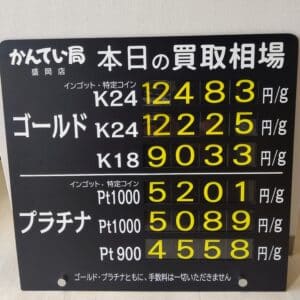 かんてい局 本日の買取相場
盛岡店
インゴット・特定コイン
K24 12483 円/g
ゴールド K24 12225 円/g
K18 9033 円/g
インゴット・特定コイン
Pt1000 5201 円/g
プラチナ Pt1000 5089 円/g
Pt900 4558 円/g
ゴールド・プラチナともに、手数料は一切いただきません